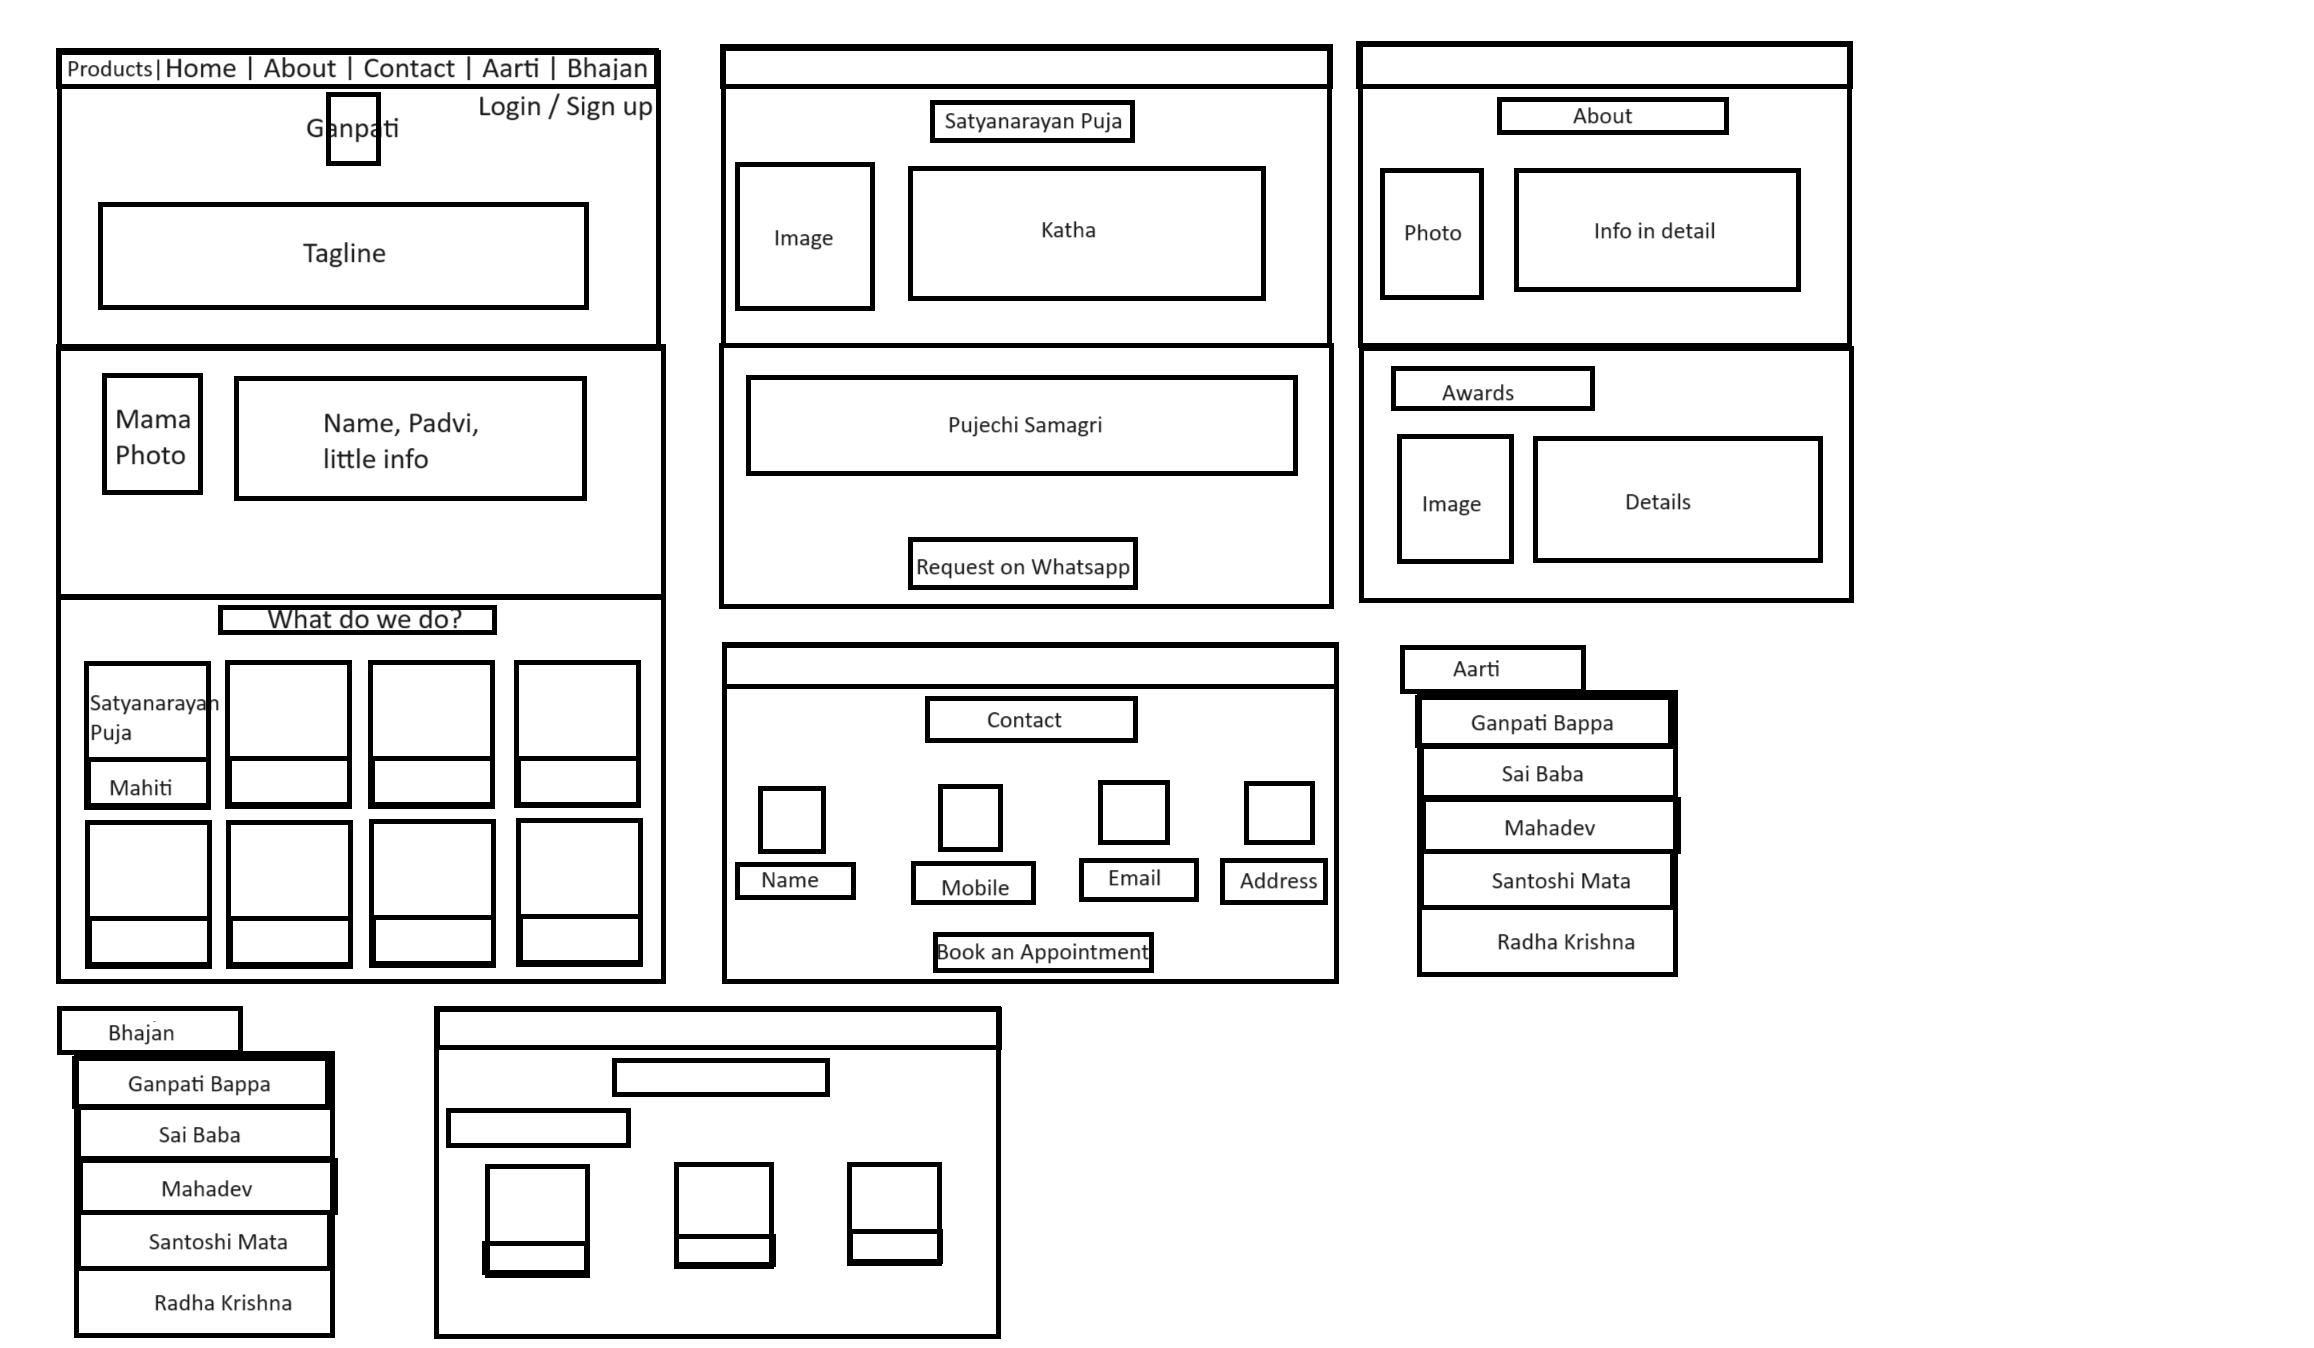 Products|Home | About | Contact | Aarti | Bhajan
Login / Sign up
Ganpati
Tagline
Mama
Photo
Name, Padvi,
little info
What do we do?
Satyanarayan
Puja
Mahiti
Satyanarayan Puja
Image
Katha
Pujechi Samagri
Request on Whatsapp
About
Photo
Info in detail
Awards
Image
Details
Contact
Name
Mobile
Email
Address
Book an Appointment
Aarti
Ganpati Bappa
Sai Baba
Mahadev
Santoshi Mata
Radha Krishna
Bhajan
Ganpati Bappa
Sai Baba
Mahadev
Santoshi Mata
Radha Krishna